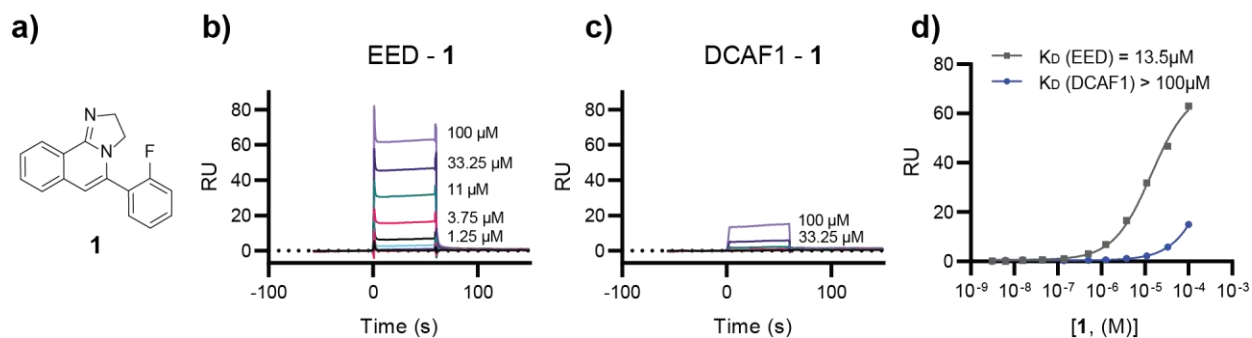 a)
N
N
F
1
b)
EED - 1
RU
80
60
40
20
0
100 µM
33.25 µM
11 µM
3.75 µM
1.25 µM
-100
0
100
Time (s)
c)
DCAF1 - 1
RU
80
60
40
20
0
100 µM
33.25 µM
-100
0
100
Time (s)
d)
KD (EED) = 13.5µM
KD (DCAF1) > 100µM
RU
80
60
40
20
0
10-9
10-8
10-7
10-6
10-5
10-4
10-3
[1, (M)]